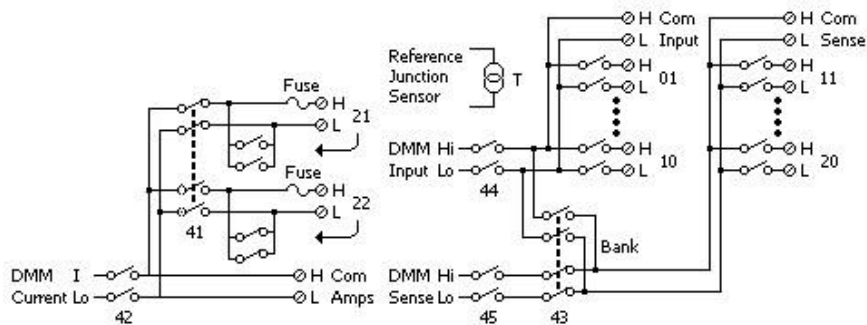 H Com
L Input
H
01
L
H
10
L
H Com
L Sense
H
11
L
H
20
L
Reference
Junction
Sensor
T
Fuse
H
21
L
Fuse
H
22
L
41
DMM Hi
Input Lo
44
Bank
DMM I
Current Lo
42
H Com
L Amps
DMM Hi
Sense Lo
45
43